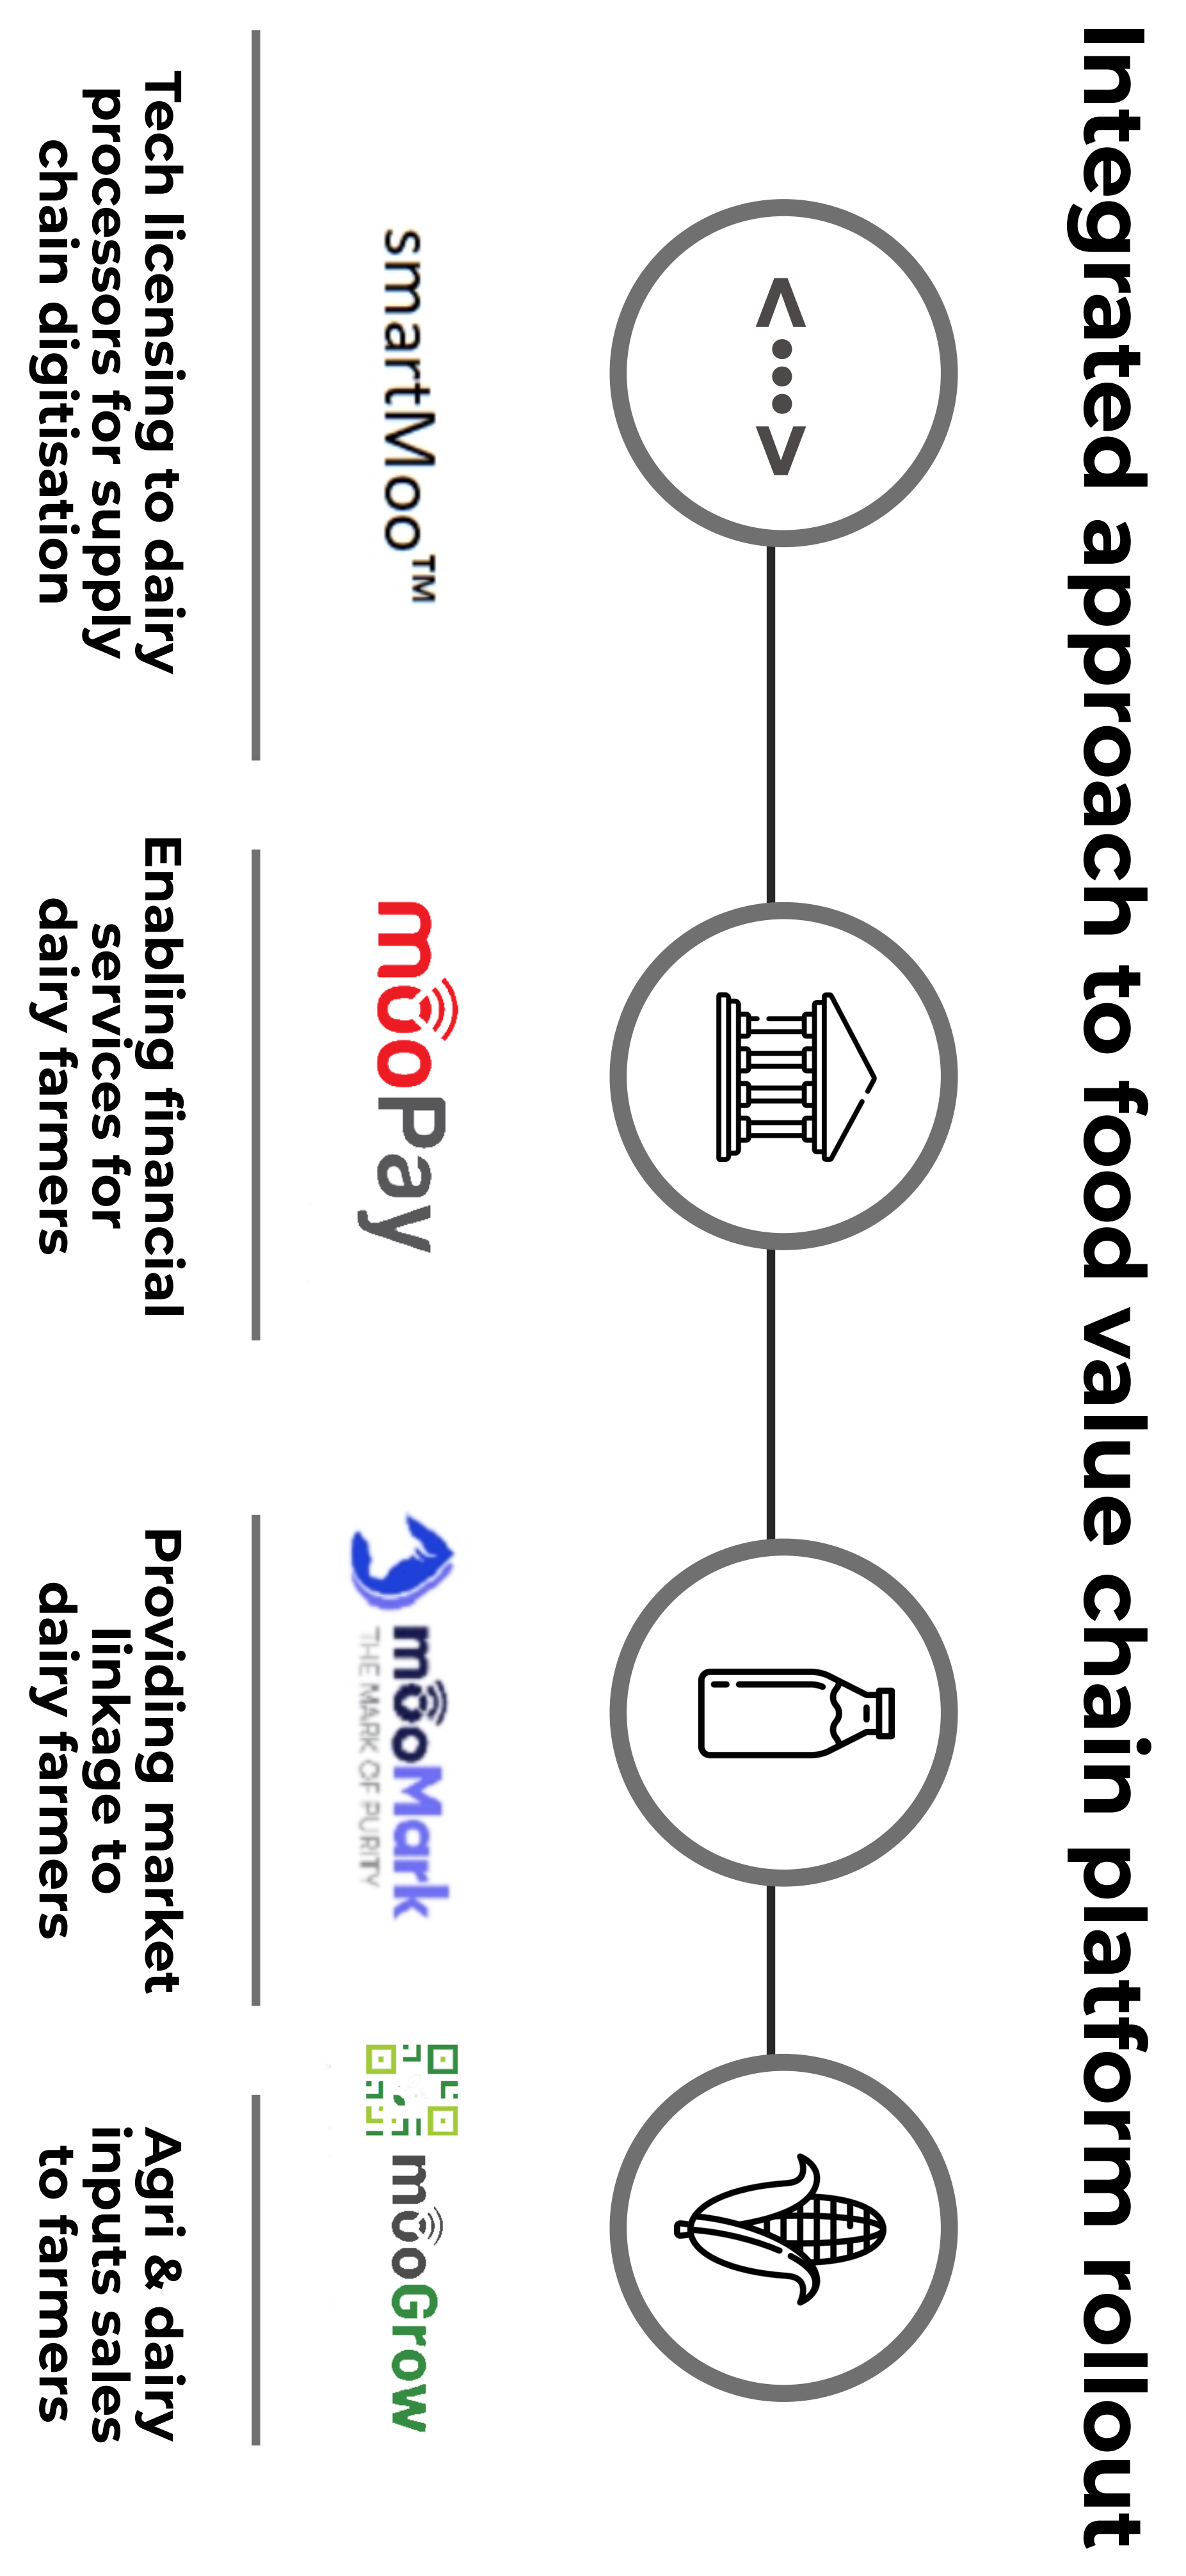 Integrated approach to food value chain platform rollout
<...>
smartMoo™
Tech licensing to dairy
processors for supply
chain digitisation
mooPay
Enabling financial
services for
dairy farmers
mooMark
THE MARK OF PURITY
Providing market
linkage to
dairy farmers
mooGrow
Agri & dairy
inputs sales
to farmers